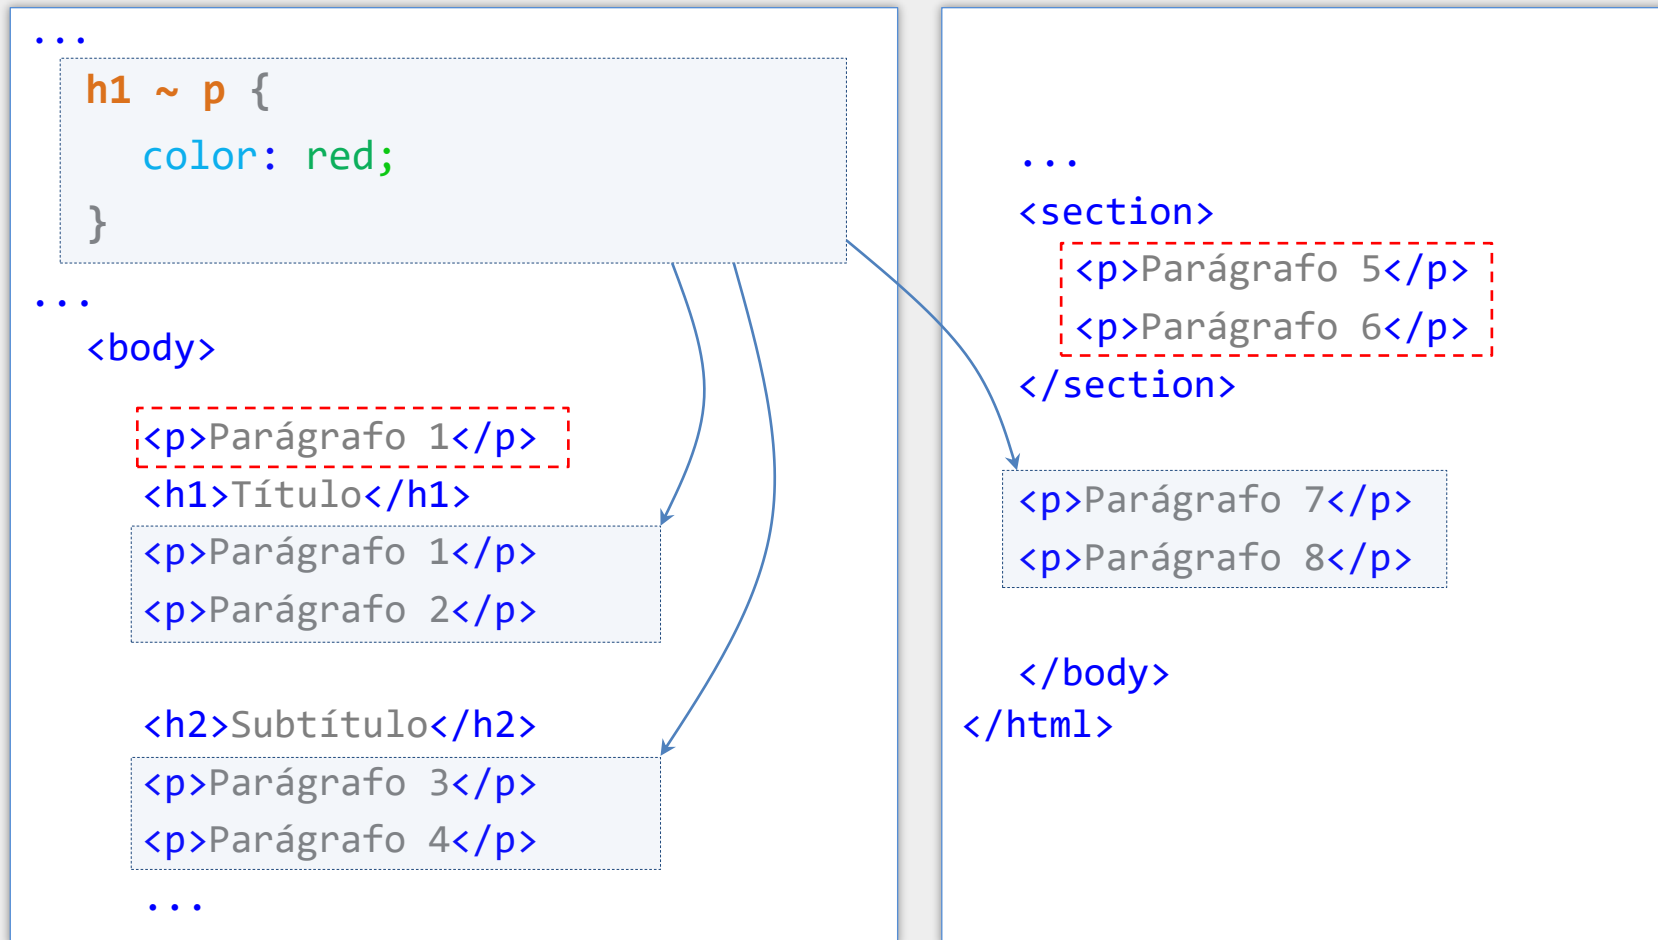 ...
h1 ~ p {
color: red;
}
...
<body>
<p>Parágrafo 1</p>
<h1>Título</h1>
<p>Parágrafo 1</p>
<p>Parágrafo 2</p>
<h2>Subtítulo</h2>
<p>Parágrafo 3</p>
<p>Parágrafo 4</p>
...
...
<section>
<p>Parágrafo 5</p>
<p>Parágrafo 6</p>
</section>
<p>Parágrafo 7</p>
<p>Parágrafo 8</p>
</body>
</html>